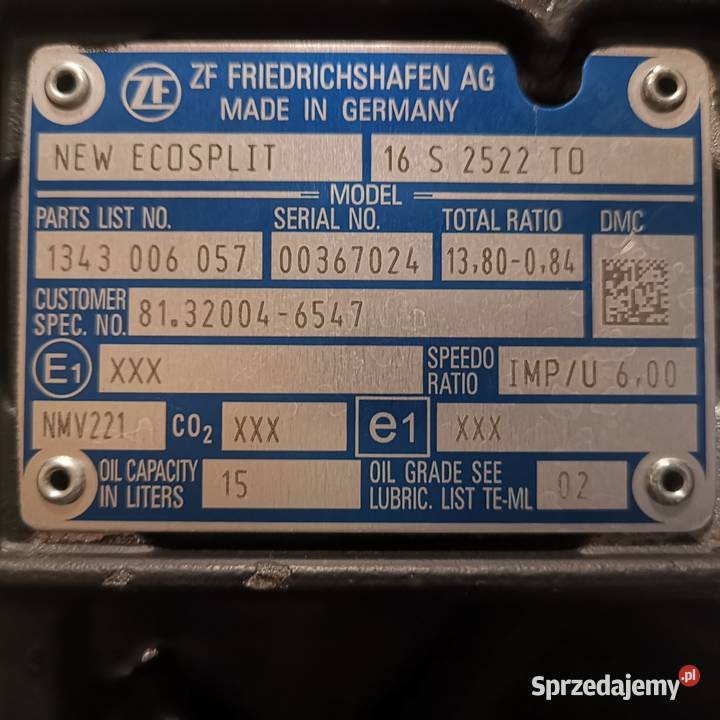 ZF
ZF FRIEDRICHSHAFEN AG
MADE IN GERMANY
NEW ECOSPLIT
16 S 2522 TO
MODEL
PARTS LIST NO. SERIAL NO. TOTAL RATIO DMC
1343 006 057 00367024 13,80-0,84
CUSTOMER
SPEC. NO. 81.32004-6547
E1 XXX SPEEDO
RATIO IMP/U 6,00
NMV221 CO2 XXX e1 XXX
OIL CAPACITY
IN LITERS 15
OIL GRADE SEE
LUBRIC. LIST TE-ML 02
Sprzedajemy.pl